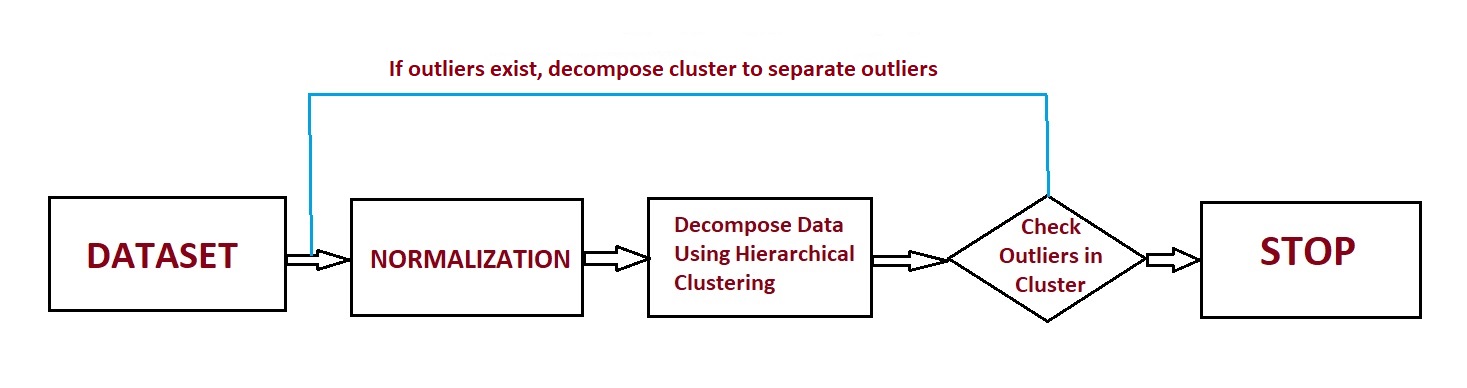 If outliers exist, decompose cluster to separate outliers
DATASET
NORMALIZATION
Decompose Data
Using Hierarchical
Clustering
Check
Outliers in
Cluster
STOP